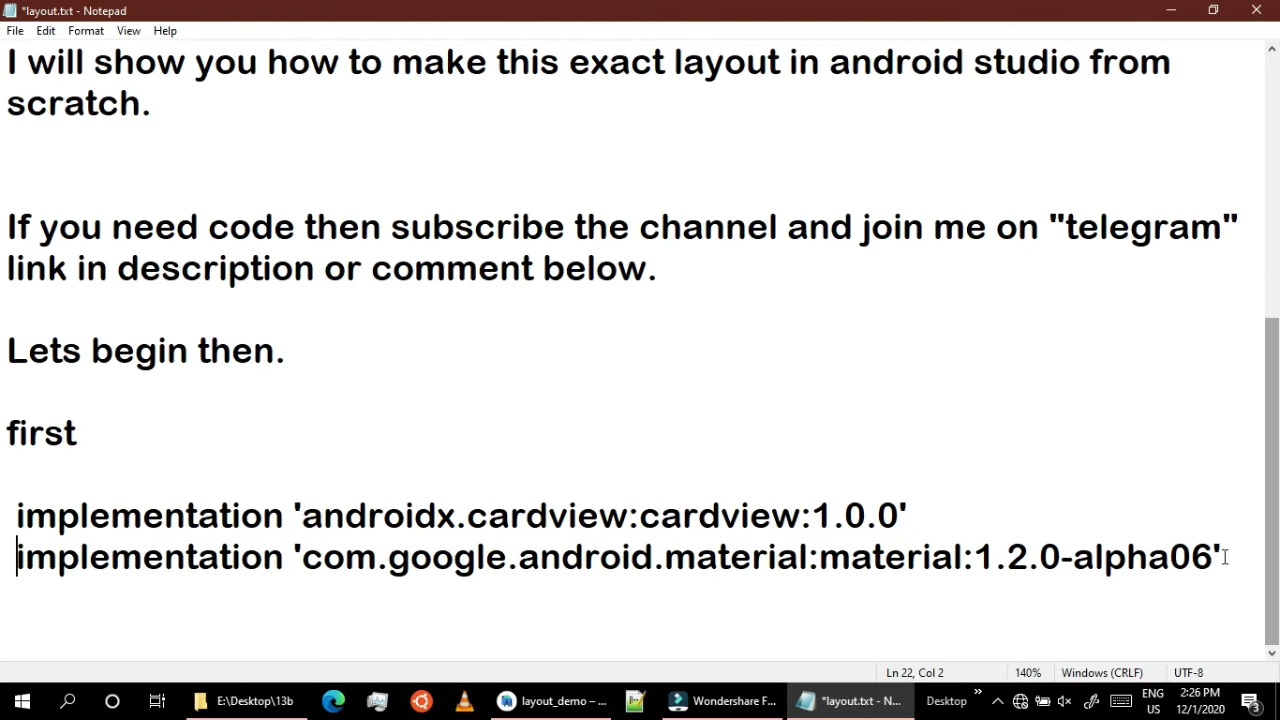 *layout.txt - Notepad
File Edit Format View Help
I will show you how to make this exact layout in android studio from
scratch.
If you need code then subscribe the channel and join me on "telegram"
link in description or comment below.
Lets begin then.
first
implementation 'androidx.cardview:cardview:1.0.0'
implementation 'com.google.android.material:material:1.2.0-alpha06'
Ln 22, Col 2 140% Windows (CRLF) UTF-8
E:\Desktop\13b layout_demo – ... Wondershare F... *layout.txt - N... Desktop » ENG US 2:26 PM 12/1/2020 3